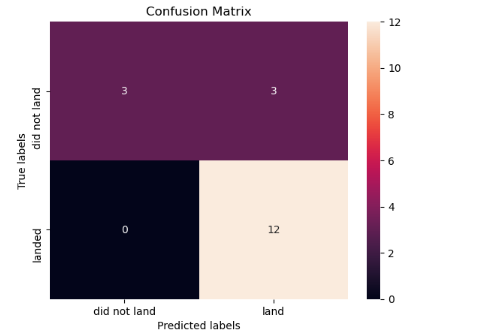 Confusion Matrix
True labels
did not land
landed
3
3
0
12
did not land
land
Predicted labels
12
10
8
6
4
2
0